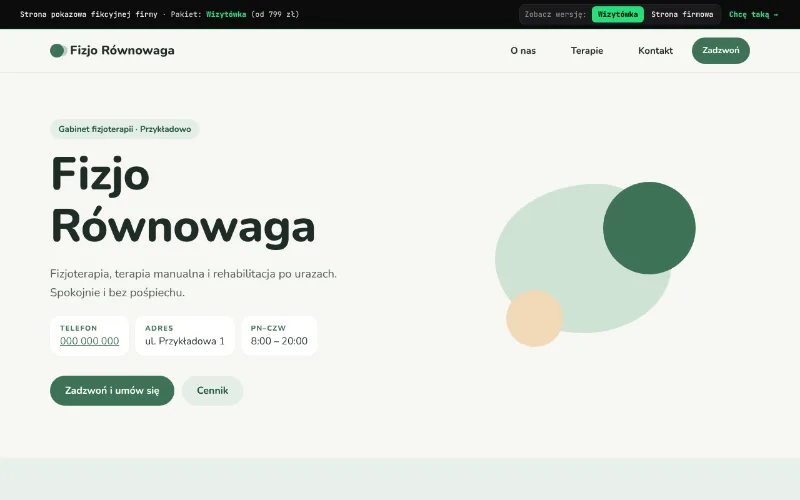 Strona pokazowa fikcyjnej firmy · Pakiet: Wizytówka (od 799 zł)
Zobacz wersję: Wizytówka Strona firmowa Chcę taką →
Fizjo Równowaga
O nas Terapie Kontakt Zadzwoń
Gabinet fizjoterapii · Przykładowo
Fizjo
Równowaga
Fizjoterapia, terapia manualna i rehabilitacja po urazach.
Spokojnie i bez pośpiechu.
TELEFON
000 000 000
ADRES
ul. Przykładowa 1
PN–CZW
8:00 – 20:00
Zadzwoń i umów się
Cennik